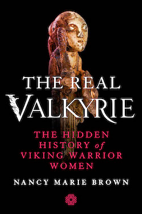 THE REAL
VALKYRIE
THE HIDDEN
HISTORY of
VIKING WARRIOR
WOMEN
NANCY MARIE BROWN